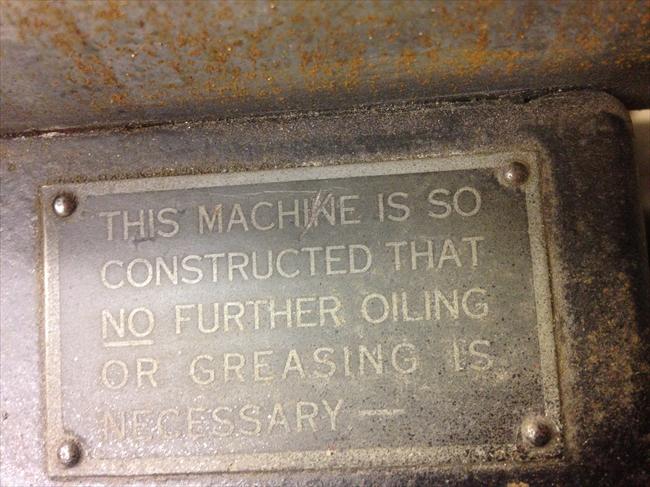 THIS MACHINE IS SO
CONSTRUCTED THAT
NO FURTHER OILING
OR GREASING IS
NECESSARY —